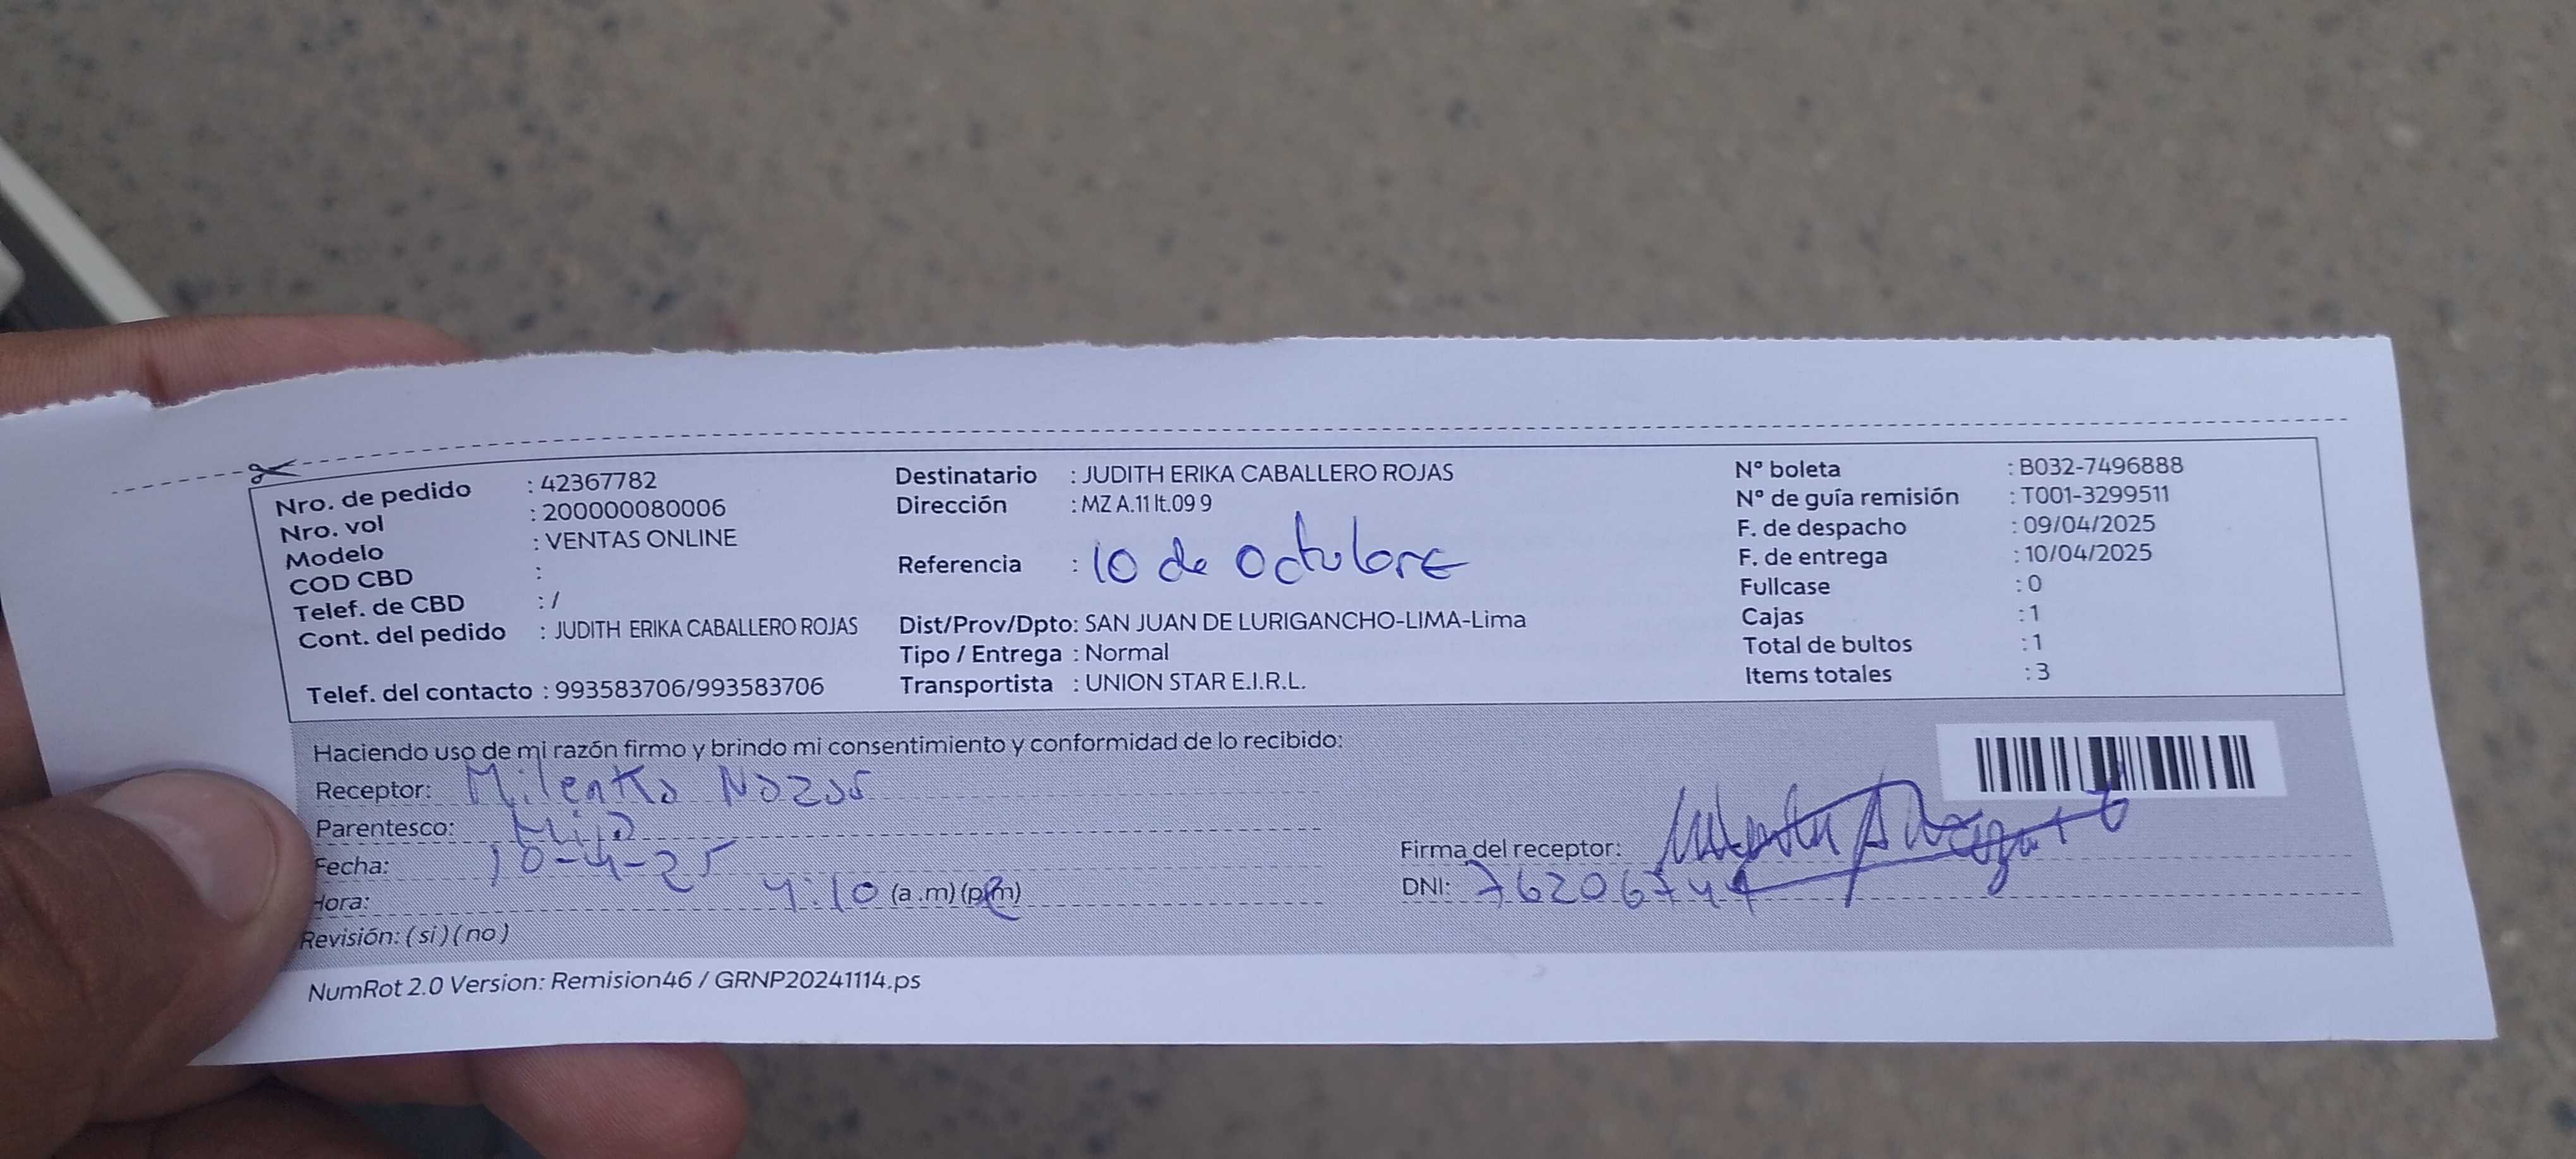 Nro. de pedido : 42367782
Nro. vol : 200000080006
Modelo : VENTAS ONLINE
COD CBD :
Telef. de CBD : /
Cont. del pedido : JUDITH ERIKA CABALLERO ROJAS
Telef. del contacto : 993583706/993583706
Destinatario : JUDITH ERIKA CABALLERO ROJAS
Dirección : MZ A.11 lt.09 9
Referencia : 10 de octubre
Dist/Prov/Dpto: SAN JUAN DE LURIGANCHO-LIMA-Lima
Tipo / Entrega : Normal
Transportista : UNION STAR E.I.R.L.
N° boleta : B032-7496888
N° de guía remisión : T001-3299511
F. de despacho : 09/04/2025
F. de entrega : 10/04/2025
Fullcase : 0
Cajas : 1
Total de bultos : 1
Items totales : 3
Haciendo uso de mi razón firmo y brindo mi consentimiento y conformidad de lo recibido:
Receptor:
Parentesco:
Fecha: 10-4-25
Hora: 4:10 (a.m) (p.m)
Revisión: (si) (no)
Firma del receptor:
DNI:
NumRot 2.0 Version: Remision46 / GRNP20241114.ps